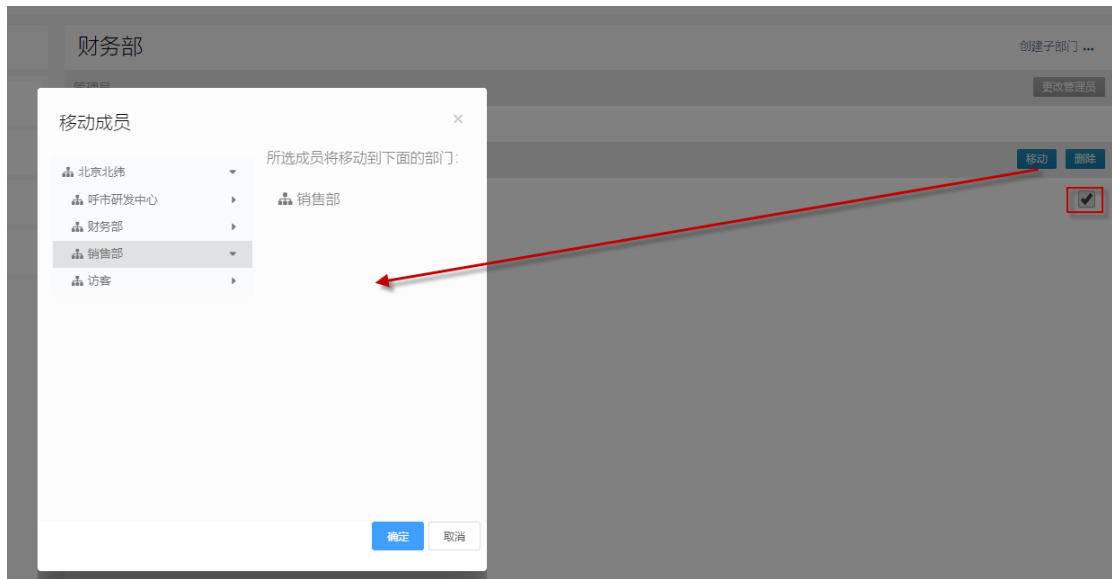 财务部
创建子部门 ...
管理员
更改管理员
移动成员
×
所选成员将移动到下面的部门:
移动 删除
北京北纬
呼市研发中心
销售部
财务部
销售部
访客
确定 取消